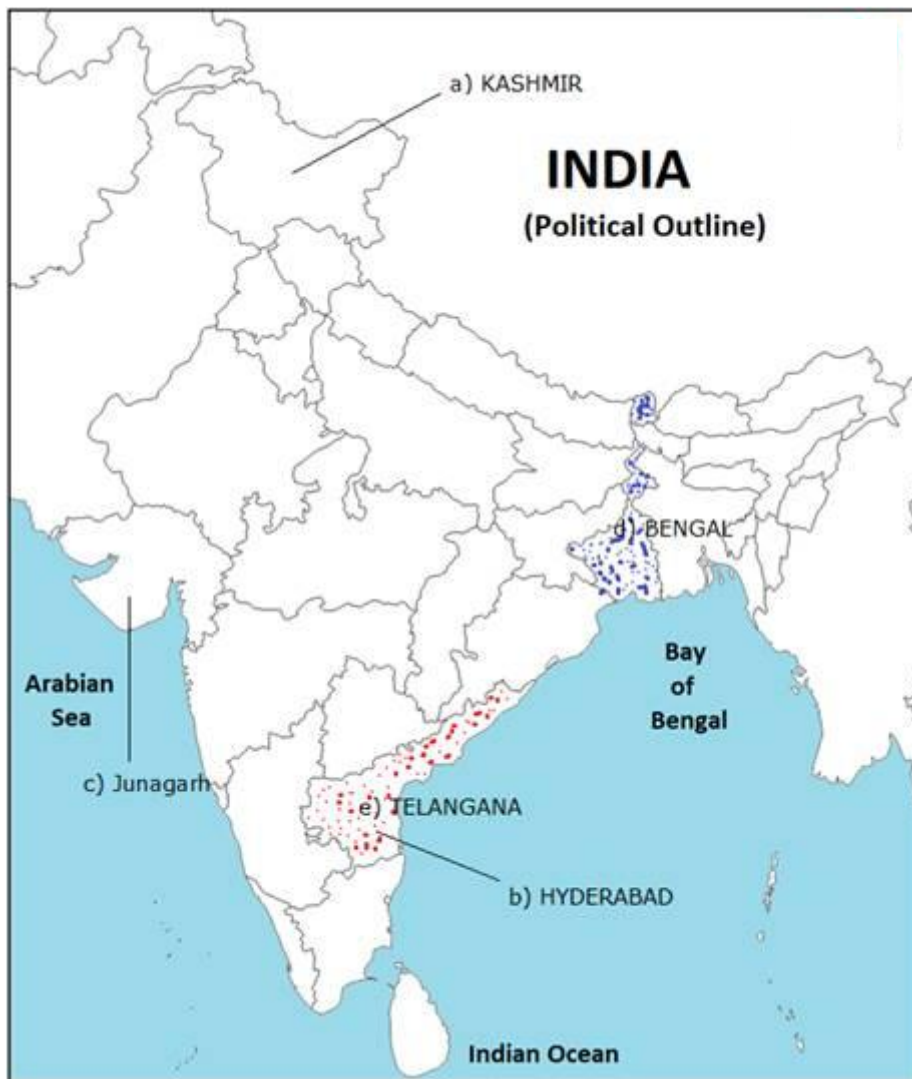 a) KASHMIR
INDIA
(Political Outline)
d) BENGAL
Arabian
Sea
Bay
of
Bengal
c) Junagarh
e) TELANGANA
b) HYDERABAD
Indian Ocean